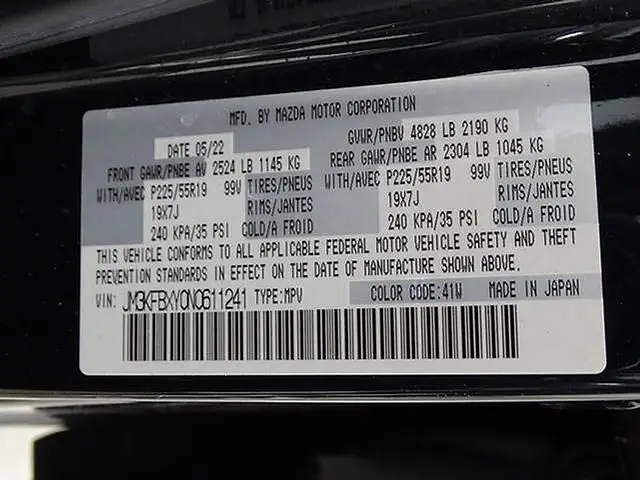 MFD. BY MAZDA MOTOR CORPORATION
DATE 05/22 GVWR/PNBV 4828 LB 2190 KG
FRONT GAWR/PNBE AV 2524 LB 1145 KG REAR GAWR/PNBE AR 2304 LB 1045 KG
WITH/AVEC P225/55R19 99V TIRES/PNEUS WITH/AVEC P225/55R19 99V TIRES/PNEUS
19X7J RIMS/JANTES 19X7J RIMS/JANTES
240 KPA/35 PSI COLD/A FROID 240 KPA/35 PSI COLD/A FROID
THIS VEHICLE CONFORMS TO ALL APPLICABLE FEDERAL MOTOR VEHICLE SAFETY AND THEFT
PREVENTION STANDARDS IN EFFECT ON THE DATE OF MANUFACTURE SHOWN ABOVE.
VIN: JM3KFBXY0N0611241 TYPE:MPV COLOR CODE:41W MADE IN JAPAN